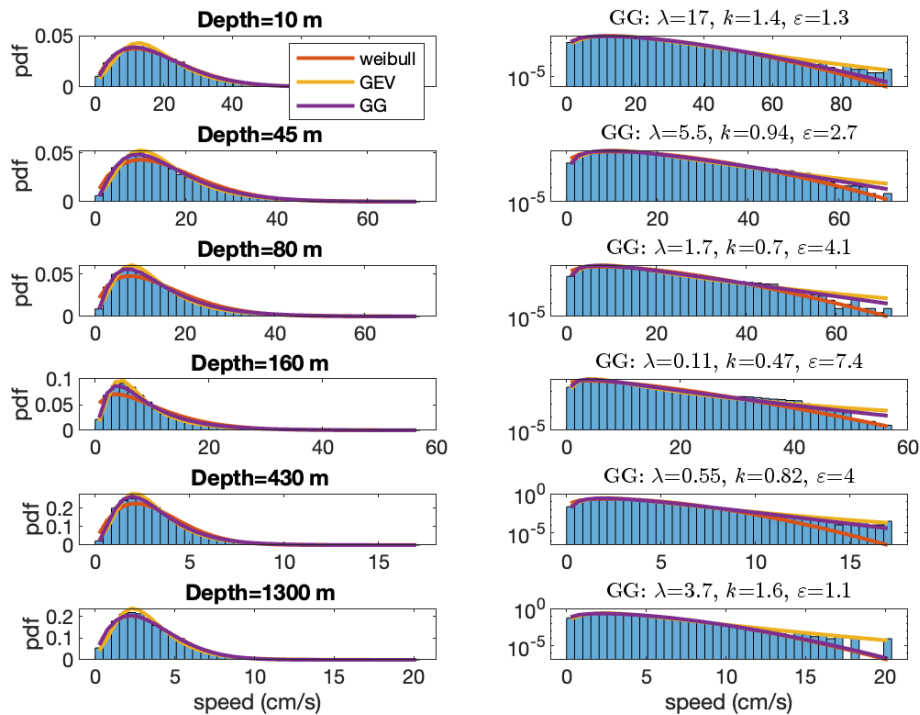 Depth=10 m
GG: λ=17, k=1.4, ε=1.3
pdf
0.05
0
0 20 40
weibull
GEV
GG
10⁻⁵
0 20 40 60 80
Depth=45 m
GG: λ=5.5, k=0.94, ε=2.7
pdf
0.05
0
0 20 40 60
10⁻⁵
0 20 40 60
Depth=80 m
GG: λ=1.7, k=0.7, ε=4.1
pdf
0.05
0
0 20 40 60
10⁻⁵
0 20 40 60
Depth=160 m
GG: λ=0.11, k=0.47, ε=7.4
pdf
0.1
0.05
0
0 20 40 60
10⁻⁵
0 20 40 60
Depth=430 m
GG: λ=0.55, k=0.82, ε=4
pdf
0.2
0.1
0
0 5 10 15
10⁰
10⁻⁵
0 5 10 15
Depth=1300 m
GG: λ=3.7, k=1.6, ε=1.1
pdf
0.2
0.1
0
0 5 10 15 20
speed (cm/s)
10⁰
10⁻⁵
0 5 10 15 20
speed (cm/s)